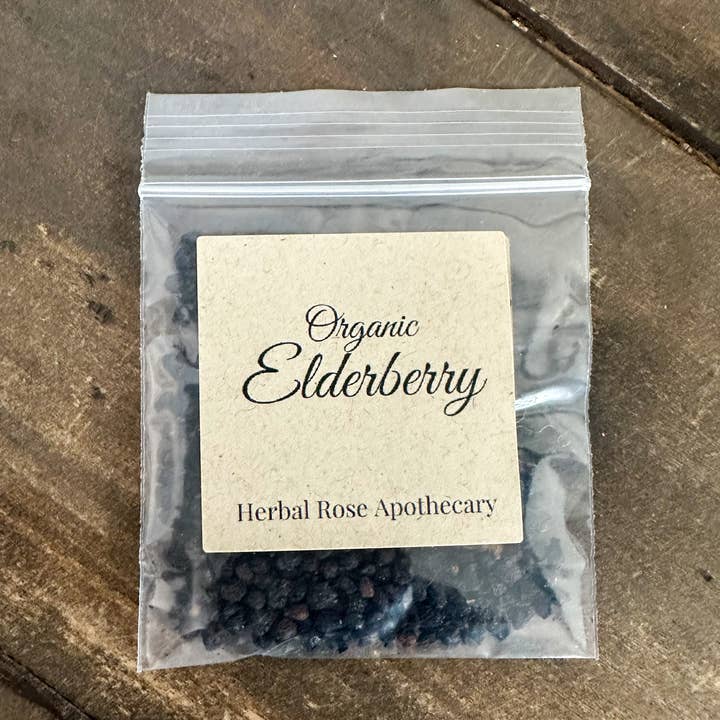 Organic
Elderberry
Herbal Rose Apothecary